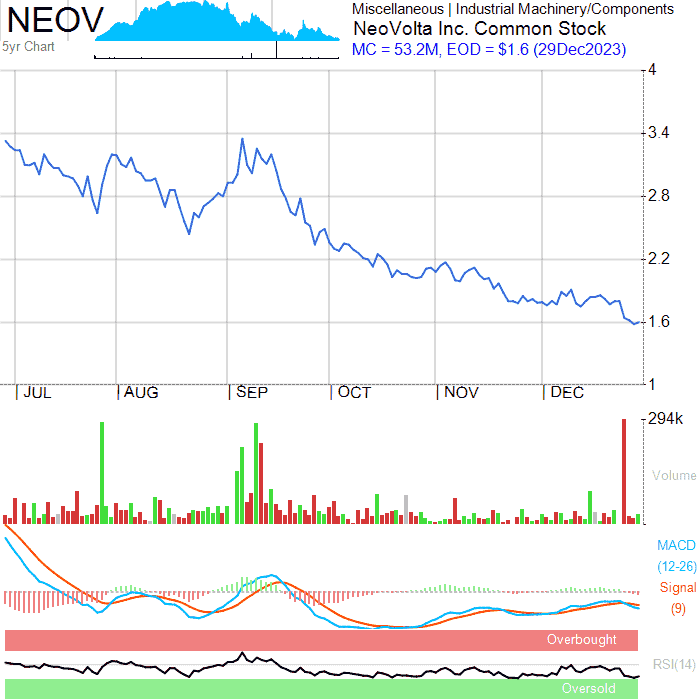 NEOV
5yr Chart
Miscellaneous | Industrial Machinery/Components
NeoVolta Inc. Common Stock
MC = 53.2M, EOD = $1.6 (29Dec2023)
4
3.4
2.8
2.2
1.6
1
|JUL |AUG |SEP |OCT |NOV |DEC
294k
Volume
MACD
(12-26)
Signal
(9)
Overbought
RSI(14)
Oversold